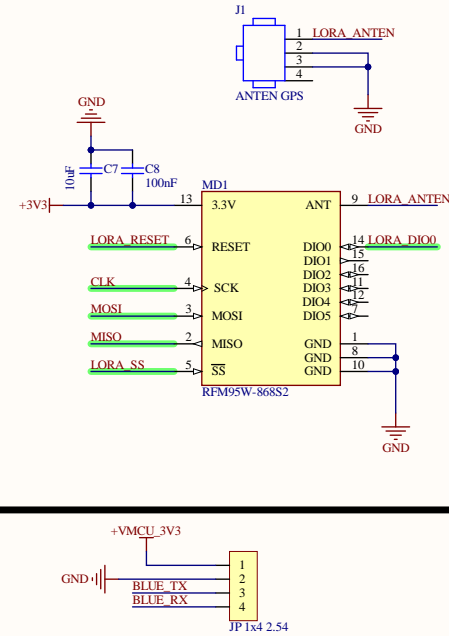 J1
1 LORA_ANTEN
2
3
4
ANTEN GPS
GND
GND
10uF C7 C8
100nF
MD1
+3V3 13 3.3V ANT 9 LORA_ANTEN
LORA_RESET 6 RESET DIO0 14 LORA_DIO0
DIO1 15
DIO2 16
CLK 4 SCK DIO3 11
DIO4 12
MOSI 3 MOSI DIO5 7
MISO 2 MISO GND 1
GND 8
LORA_SS 5 SS GND 10
RFM95W-868S2
GND
+VMCU_3V3
1
GND 2
BLUE_TX 3
BLUE_RX 4
JP 1x4 2.54